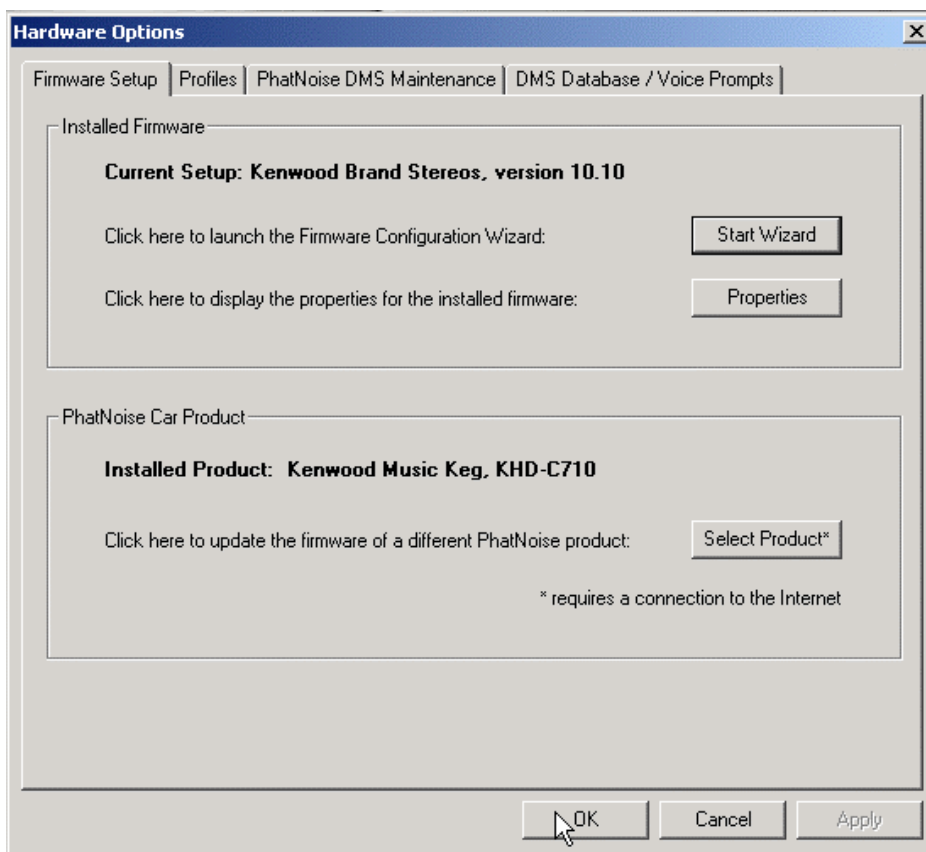 Hardware Options
Firmware Setup
Profiles
PhatNoise DMS Maintenance
DMS Database / Voice Prompts
Installed Firmware
Current Setup: Kenwood Brand Stereos, version 10.10
Click here to launch the Firmware Configuration Wizard:
Start Wizard
Click here to display the properties for the installed firmware:
Properties
PhatNoise Car Product
Installed Product: Kenwood Music Keg, KHD-C710
Click here to update the firmware of a different PhatNoise product:
Select Product*
* requires a connection to the Internet
OK
Cancel
Apply